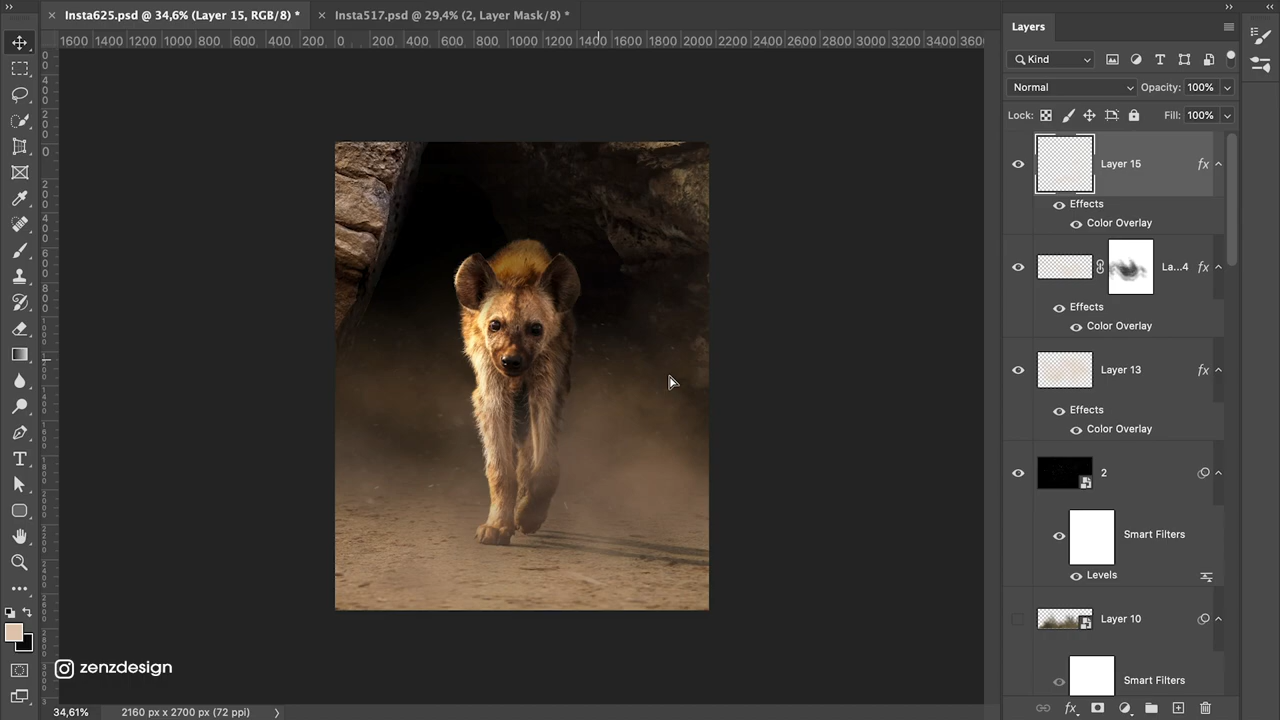 Insta625.psd @ 34,6% (Layer 15, RGB/8) *
Insta517.psd @ 29,4% (2, Layer Mask/8) *
1600 1400 1200 1000 800 600 400 200 0 200 400 600 800 1000 1200 1400 1600 1800 2000 2200 2400 2600 2800 3000 3200 3400 3600
Layers
Kind
Normal
Opacity: 100%
Lock:
Fill: 100%
Layer 15
fx
Effects
Color Overlay
La...4
fx
Effects
Color Overlay
Layer 13
fx
Effects
Color Overlay
2
Smart Filters
Levels
Layer 10
Smart Filters
zenzdesign
34,61%
2160 px x 2700 px (72 ppi)
fx